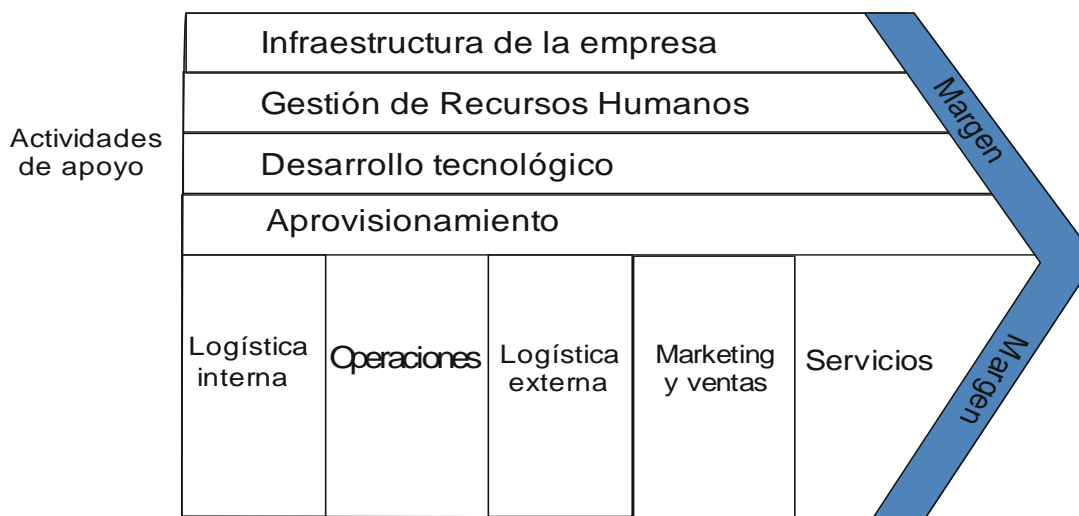 Infraestructura de la empresa
Gestión de Recursos Humanos
Desarrollo tecnológico
Aprovisionamiento
Actividades
de apoyo
Margen
Logística
interna
Operaciones
Logística
externa
Marketing
y ventas
Servicios
Margen